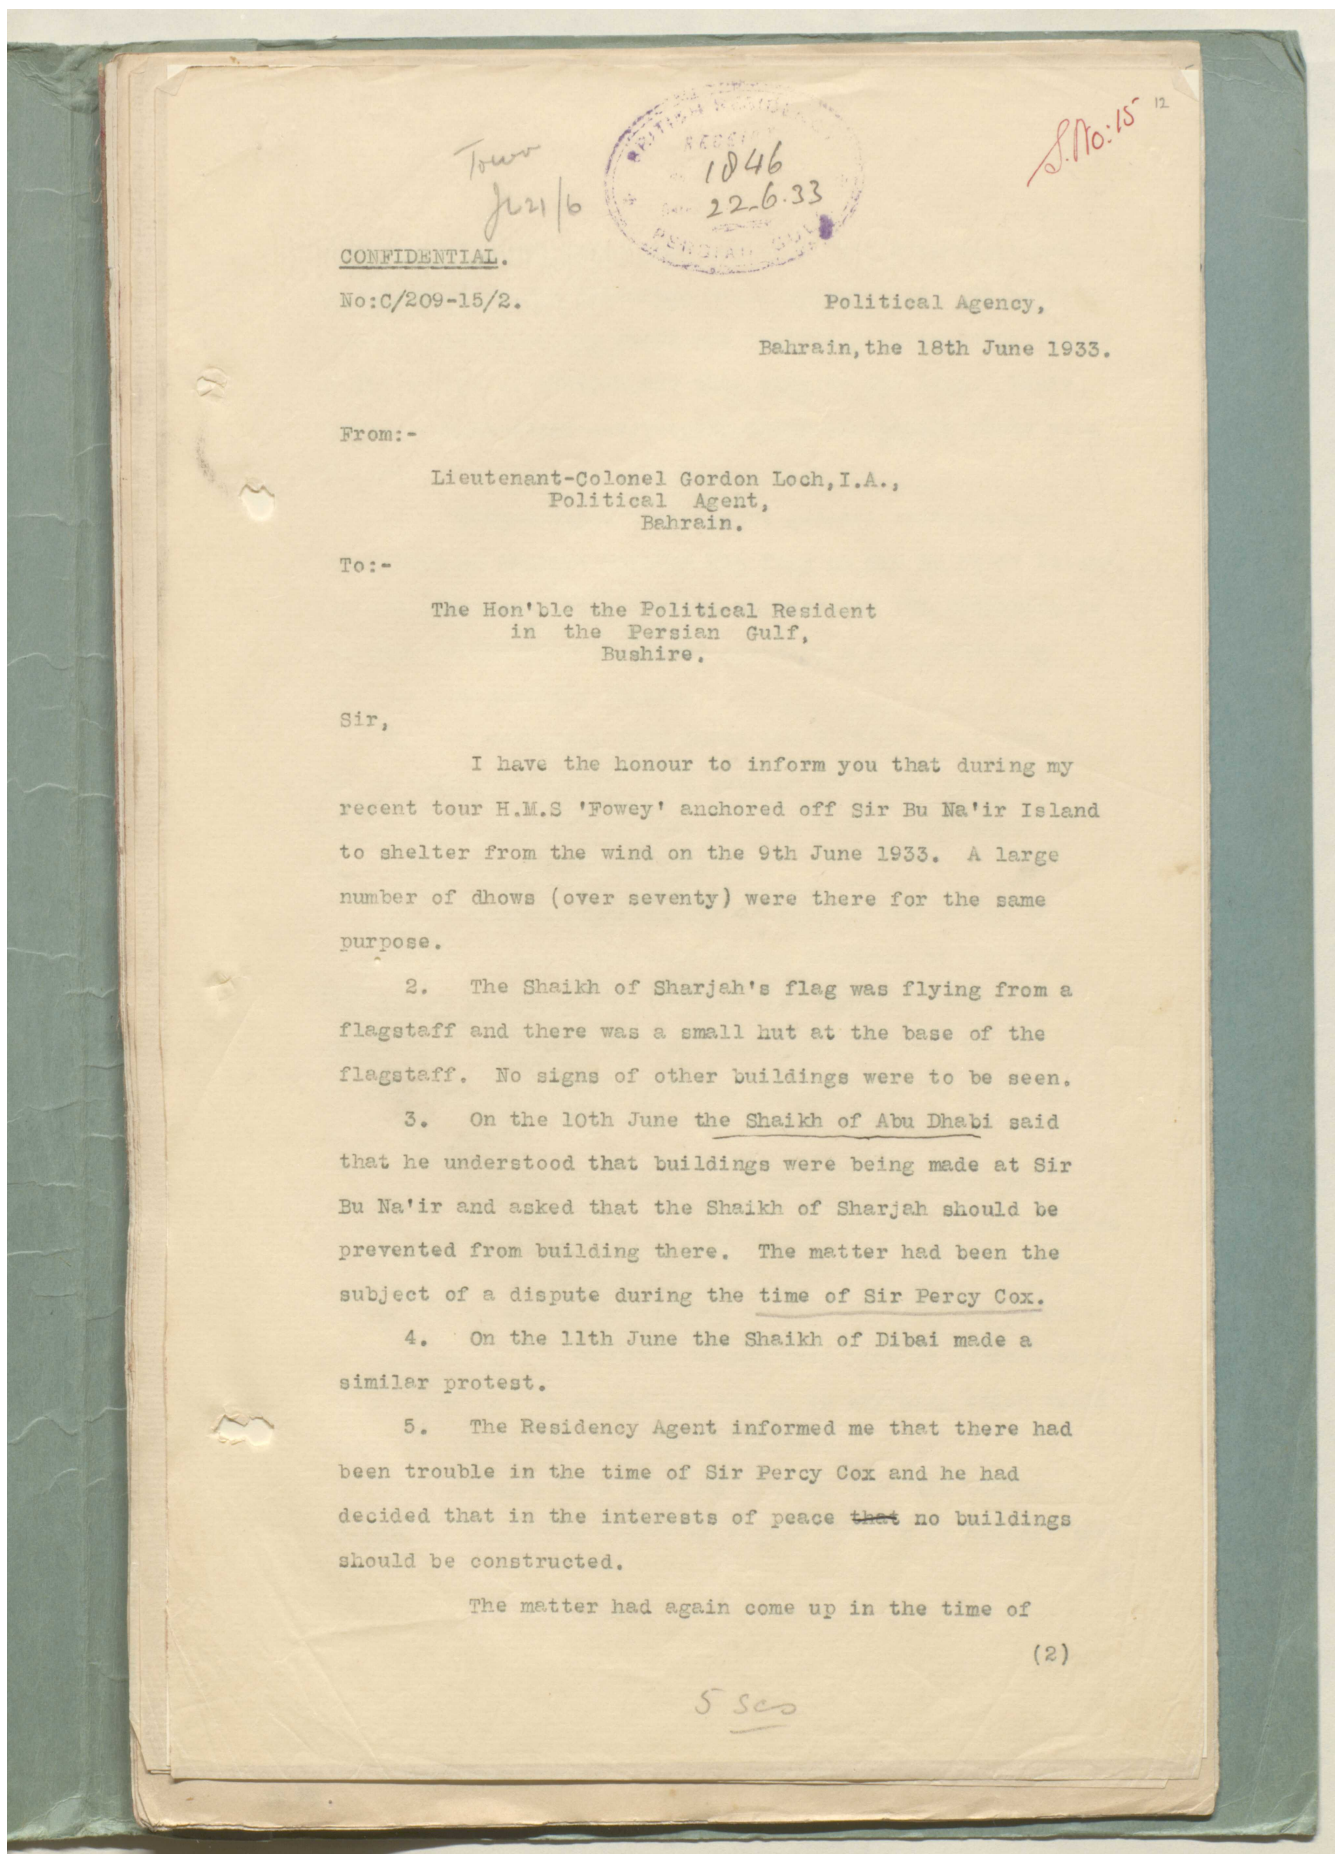 12
S.No:15
BRITISH RESIDENCY
1846
22.6.33
PERSIAN GULF
21/6
CONFIDENTIAL.
No:C/209-15/2.
Political Agency,
Bahrain,the 18th June 1933.
From:-
Lieutenant-Colonel Gordon Loch,I.A.,
Political Agent,
Bahrain.
To:-
The Hon'ble the Political Resident
in the Persian Gulf,
Bushire.
Sir,
I have the honour to inform you that during my
recent tour H.M.S 'Fowey' anchored off Sir Bu Na'ir Island
to shelter from the wind on the 9th June 1933. A large
number of dhows (over seventy) were there for the same
purpose.
2. The Shaikh of Sharjah's flag was flying from a
flagstaff and there was a small hut at the base of the
flagstaff. No signs of other buildings were to be seen.
3. On the 10th June the Shaikh of Abu Dhabi said
that he understood that buildings were being made at Sir
Bu Na'ir and asked that the Shaikh of Sharjah should be
prevented from building there. The matter had been the
subject of a dispute during the time of Sir Percy Cox.
4. On the 11th June the Shaikh of Dibai made a
similar protest.
5. The Residency Agent informed me that there had
been trouble in the time of Sir Percy Cox and he had
decided that in the interests of peace that no buildings
should be constructed.
The matter had again come up in the time of
(2)